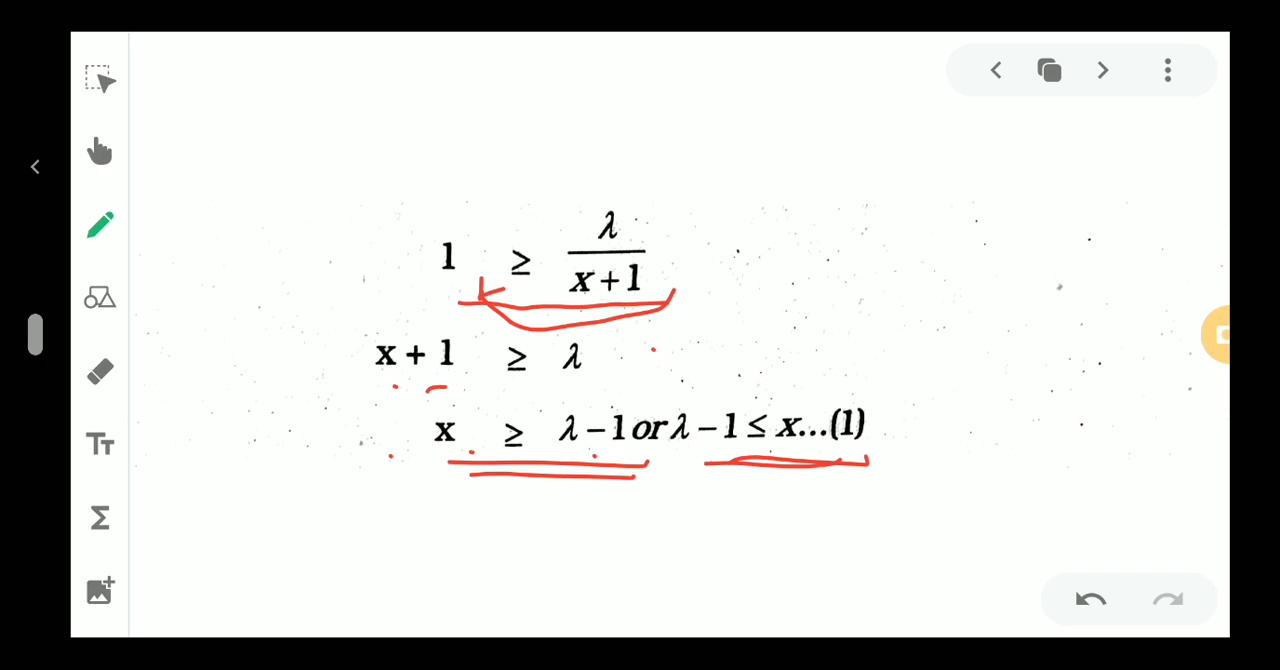 1 ≥ λ/(x+1)
x + 1 ≥ λ
x ≥ λ – 1 or λ – 1 ≤ x...(1)